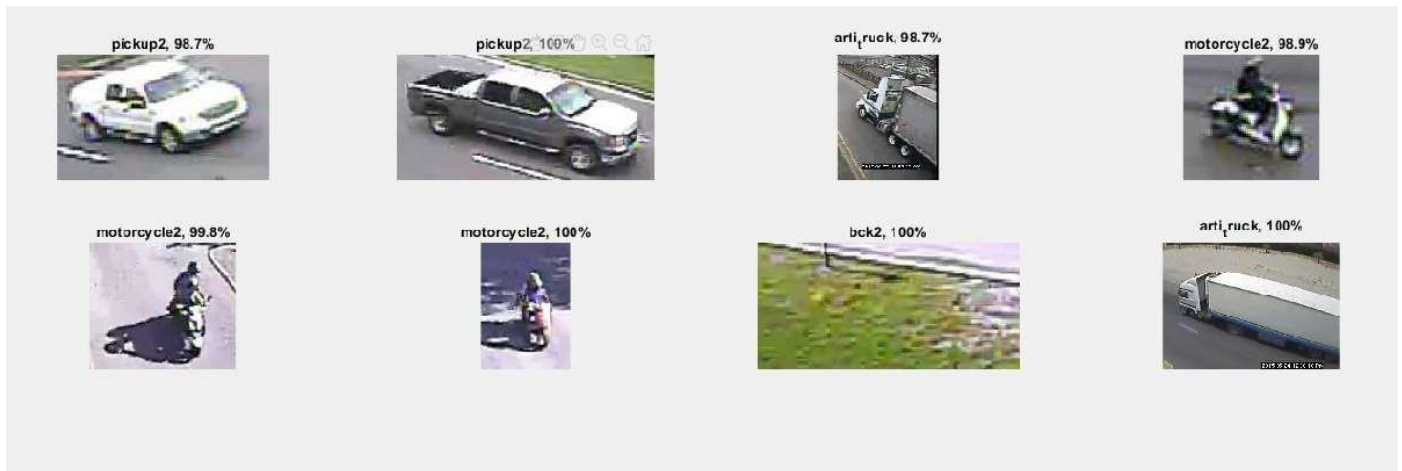 pickup2, 98.7%
pickup2, 100%
arti_truck, 98.7%
motorcycle2, 98.9%
motorcycle2, 99.8%
motorcycle2, 100%
bck2, 100%
arti_truck, 100%